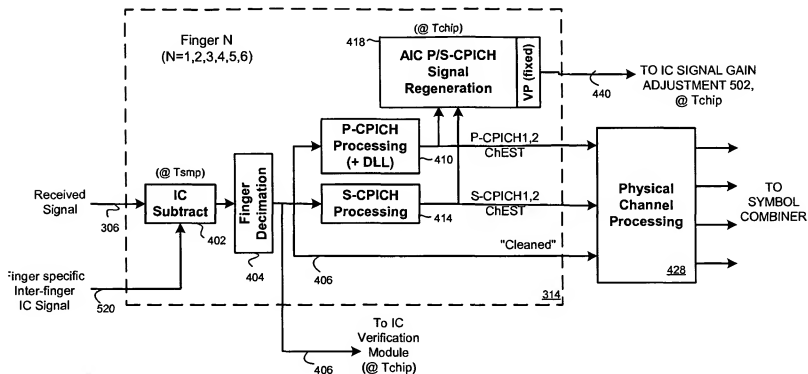 Finger N
(N=1,2,3,4,5,6)
(@ Tchip)
418
AIC P/S-CPICH
Signal
Regeneration
VP (fixed)
440
TO IC SIGNAL GAIN
ADJUSTMENT 502,
@ Tchip
P-CPICH
Processing
(+ DLL)
410
P-CPICH1,2
ChEST
(@ Tsmp)
Received
Signal
306
IC
Subtract
402
Finger
Decimation
404
S-CPICH
Processing
414
S-CPICH1,2
ChEST
Physical
Channel
Processing
428
TO
SYMBOL
COMBINER
"Cleaned"
406
314
Finger specific
Inter-finger
IC Signal
520
To IC
Verification
Module
(@ Tchip)
406